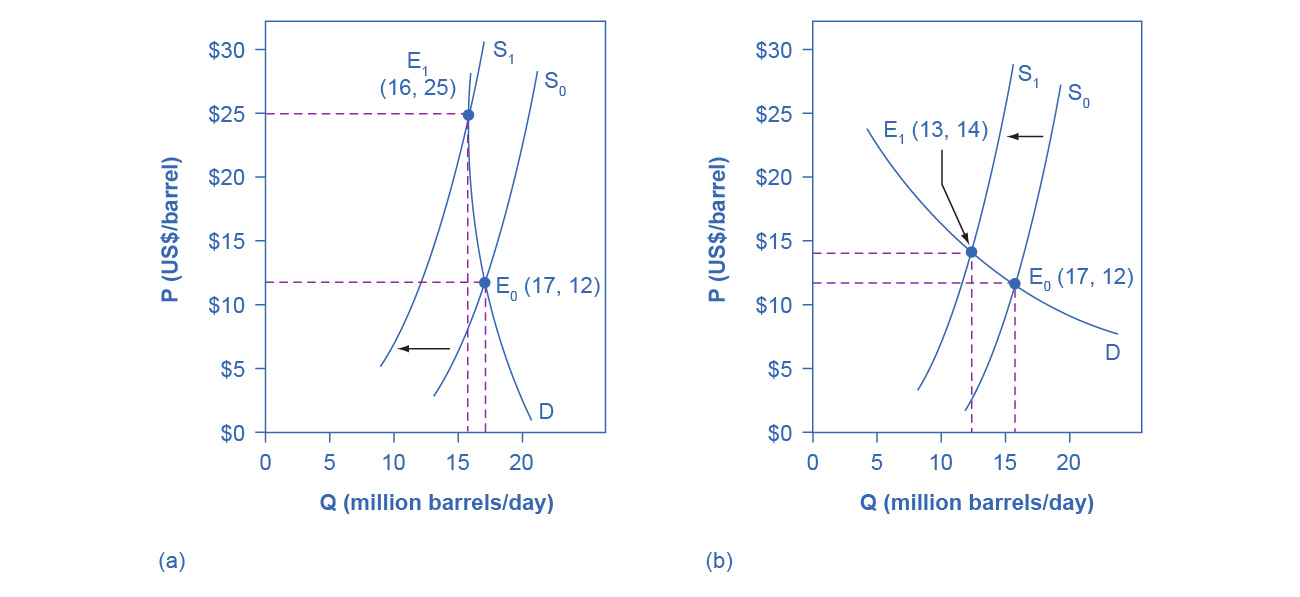 P (US$/barrel)
$30
$25
$20
$15
$10
$5
$0
E1
(16, 25)
S1
S0
E0 (17, 12)
D
0 5 10 15 20
Q (million barrels/day)
(a)
P (US$/barrel)
$30
$25
$20
$15
$10
$5
$0
S1
S0
E1 (13, 14)
E0 (17, 12)
D
0 5 10 15 20
Q (million barrels/day)
(b)